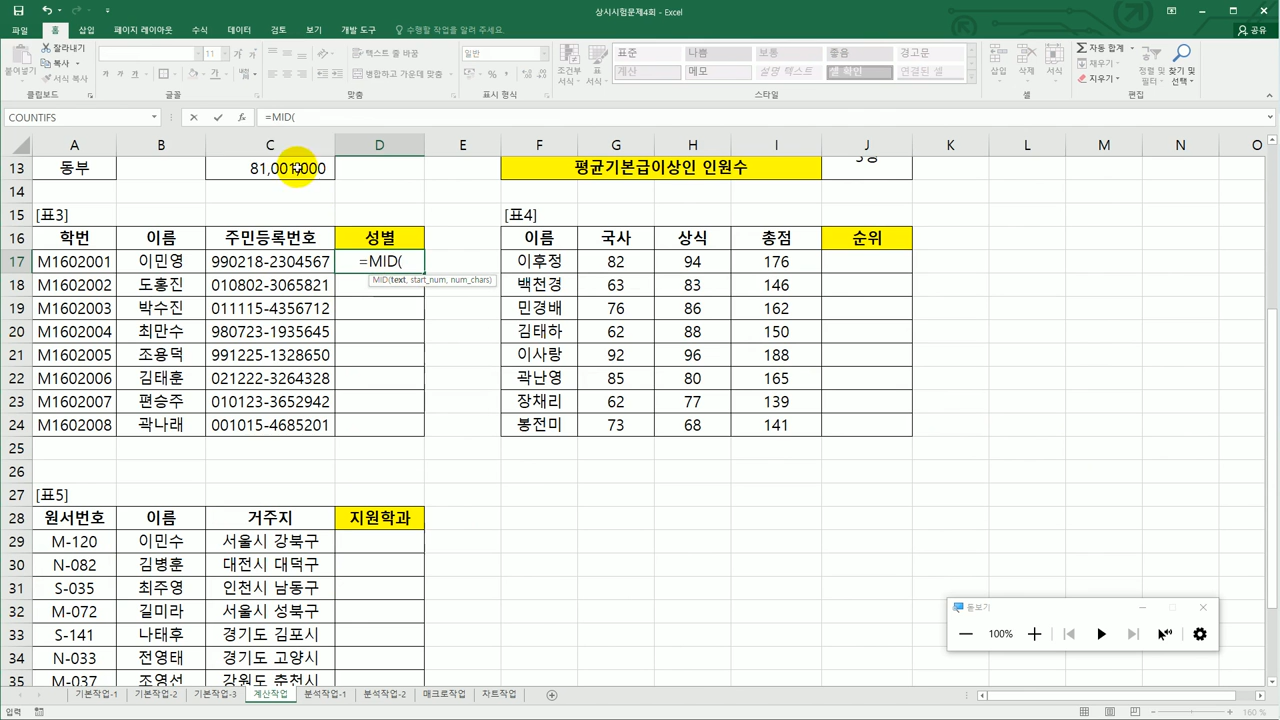 상시시험문제4회 - Excel
파일 홈 삽입 페이지 레이아웃 수식 데이터 검토 보기 개발 도구 수행할 작업을 알려 주세요. 공유
붙여넣기 잘라내기 복사 서식 복사 11 가 가 가 텍스트 줄 바꿈 병합하고 가운데 맞춤 일반 % 조건부 서식 표 서식 표준 나쁨 보통 좋음 경고문 삽입 삭제 서식 자동 합계 정렬 및 필터 찾기 및 선택
계산 메모 설명 텍스트 셀 확인 연결된 셀 채우기 지우기
클립보드 글꼴 맞춤 표시 형식 스타일 셀 편집
COUNTIFS fx =MID(
A B C D E F G H I J K L M N O
13 동부 81,001,000 평균기본급이상인 인원수
14
15 [표3] [표4]
16 학번 이름 주민등록번호 성별 이름 국사 상식 총점 순위
17 M1602001 이민영 990218-2304567 =MID( 이후정 82 94 176
MID(text, start_num, num_chars)
18 M1602002 도홍진 010802-3065821 백천경 63 83 146
19 M1602003 박수진 011115-4356712 민경배 76 86 162
20 M1602004 최만수 980723-1935645 김태하 62 88 150
21 M1602005 조용덕 991225-1328650 이사랑 92 96 188
22 M1602006 김태훈 021222-3264328 곽난영 85 80 165
23 M1602007 편승주 010123-3652942 장채리 62 77 139
24 M1602008 곽나래 001015-4685201 봉전미 73 68 141
25
26
27 [표5]
28 원서번호 이름 거주지 지원학과
29 M-120 이민수 서울시 강북구
30 N-082 김병훈 대전시 대덕구
31 S-035 최주영 인천시 남동구
32 M-072 길미라 서울시 성북구
33 S-141 나태후 경기도 김포시
34 N-033 전영태 경기도 고양시
35 M-037 조영선 강원도 춘천시
돋보기
100%
기본작업-1 기본작업-2 기본작업-3 계산작업 분석작업-1 분석작업-2 매크로작업 차트작업
입력 160 %